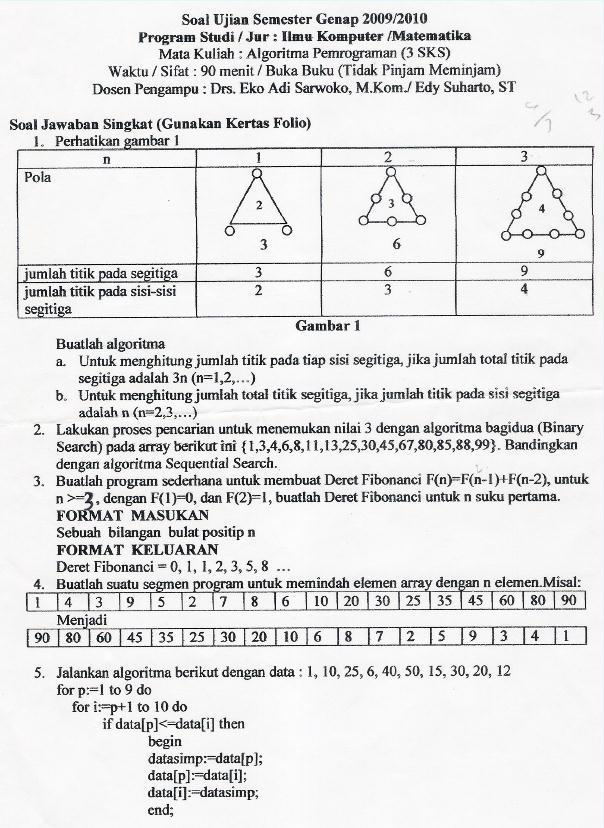 Soal Ujian Semester Genap 2009/2010
Program Studi / Jur : Ilmu Komputer /Matematika
Mata Kuliah : Algoritma Pemrograman (3 SKS)
Waktu / Sifat : 90 menit / Buka Buku (Tidak Pinjam Meminjam)
Dosen Pengampu : Drs. Eko Adi Sarwoko, M.Kom./ Edy Suharto, ST
Soal Jawaban Singkat (Gunakan Kertas Folio)
1. Perhatikan gambar 1
n 1 2 3
Pola
2 3 4
3 6 9
jumlah titik pada segitiga 3 6 9
jumlah titik pada sisi-sisi segitiga 2 3 4
Gambar 1
Buatlah algoritma
a. Untuk menghitung jumlah titik pada tiap sisi segitiga, jika jumlah total titik pada
segitiga adalah 3n (n=1,2,…)
b. Untuk menghitung jumlah total titik segitiga, jika jumlah titik pada sisi segitiga
adalah n (n=2,3,…)
2. Lakukan proses pencarian untuk menemukan nilai 3 dengan algoritma bagidua (Binary
Search) pada array berikut ini {1,3,4,6,8,11,13,25,30,45,67,80,85,88,99}. Bandingkan
dengan algoritma Sequential Search.
3. Buatlah program sederhana untuk membuat Deret Fibonanci F(n)=F(n-1)+F(n-2), untuk
n >=3, dengan F(1)=0, dan F(2)=1, buatlah Deret Fibonanci untuk n suku pertama.
FORMAT MASUKAN
Sebuah bilangan bulat positip n
FORMAT KELUARAN
Deret Fibonanci = 0, 1, 1, 2, 3, 5, 8 …
4. Buatlah suatu segmen program untuk memindah elemen array dengan n elemen.Misal:
1 4 3 9 5 2 7 8 6 10 20 30 25 35 45 60 80 90
Menjadi
90 80 60 45 35 25 30 20 10 6 8 7 2 5 9 3 4 1
5. Jalankan algoritma berikut dengan data : 1, 10, 25, 6, 40, 50, 15, 30, 20, 12
for p:=1 to 9 do
for i:=p+1 to 10 do
if data[p]<=data[i] then
begin
datasimp:=data[p];
data[p]:=data[i];
data[i]:=datasimp;
end;